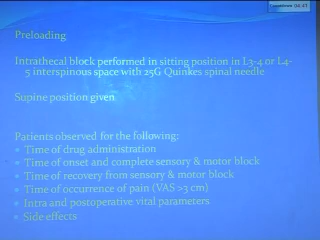 Preloading
Intrathecal block performed in sitting position in L3-4 or L4-
5 interspinous space with 25G Quinkes spinal needle
Supine position given.
Patients observed for the following:
Time of drug administration
Time of onset and complete sensory & motor block
Time of recovery from sensory & motor block
Time of occurrence of pain (VAS >3 cm)
Intra and postoperative vital parameters
Side effects